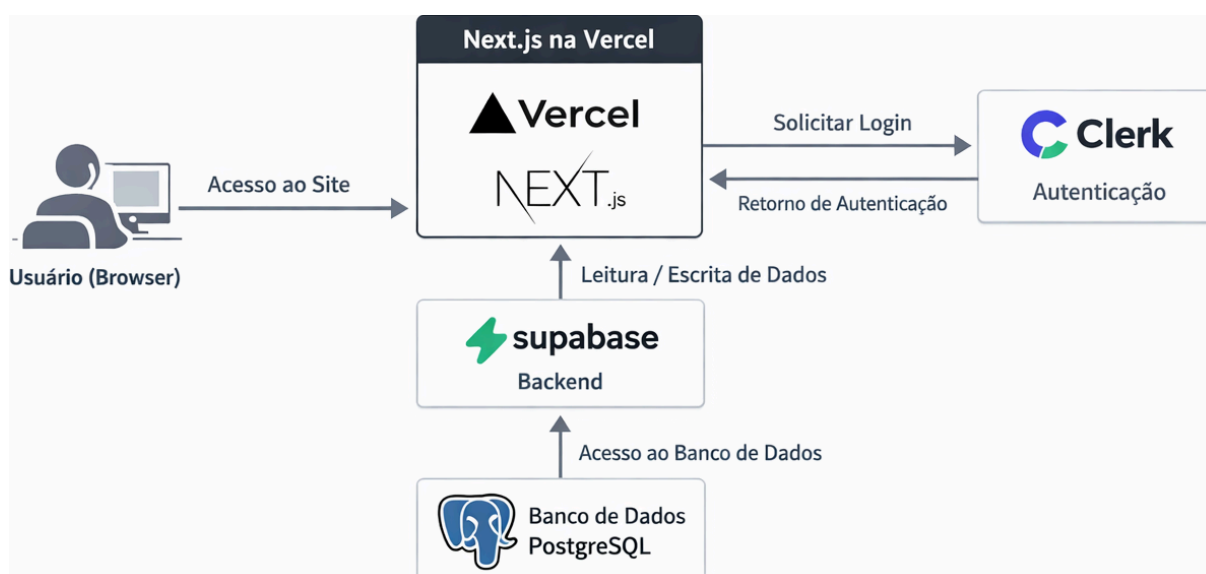 Next.js na Vercel
Vercel
NEXT.js
Acesso ao Site
Usuário (Browser)
Solicitar Login
Retorno de Autenticação
Clerk
Autenticação
Leitura / Escrita de Dados
supabase
Backend
Acesso ao Banco de Dados
Banco de Dados
PostgreSQL